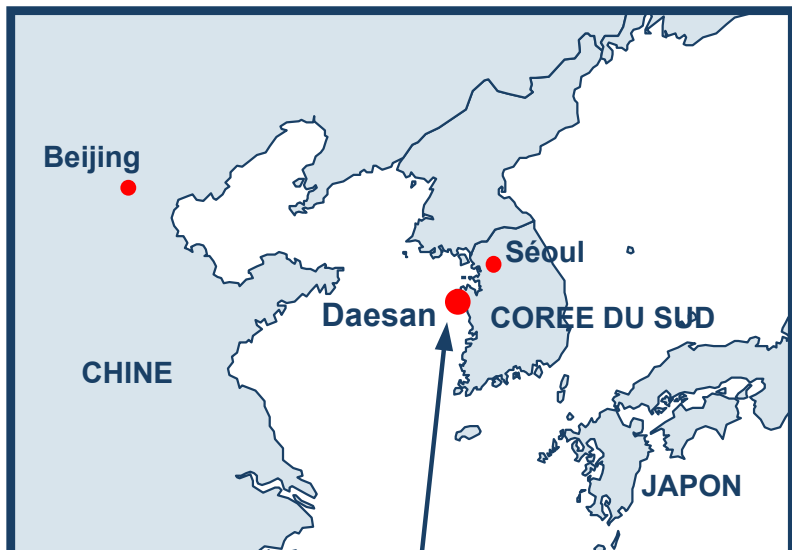 Beijing
Séoul
Daesan
COREE DU SUD
CHINE
JAPON